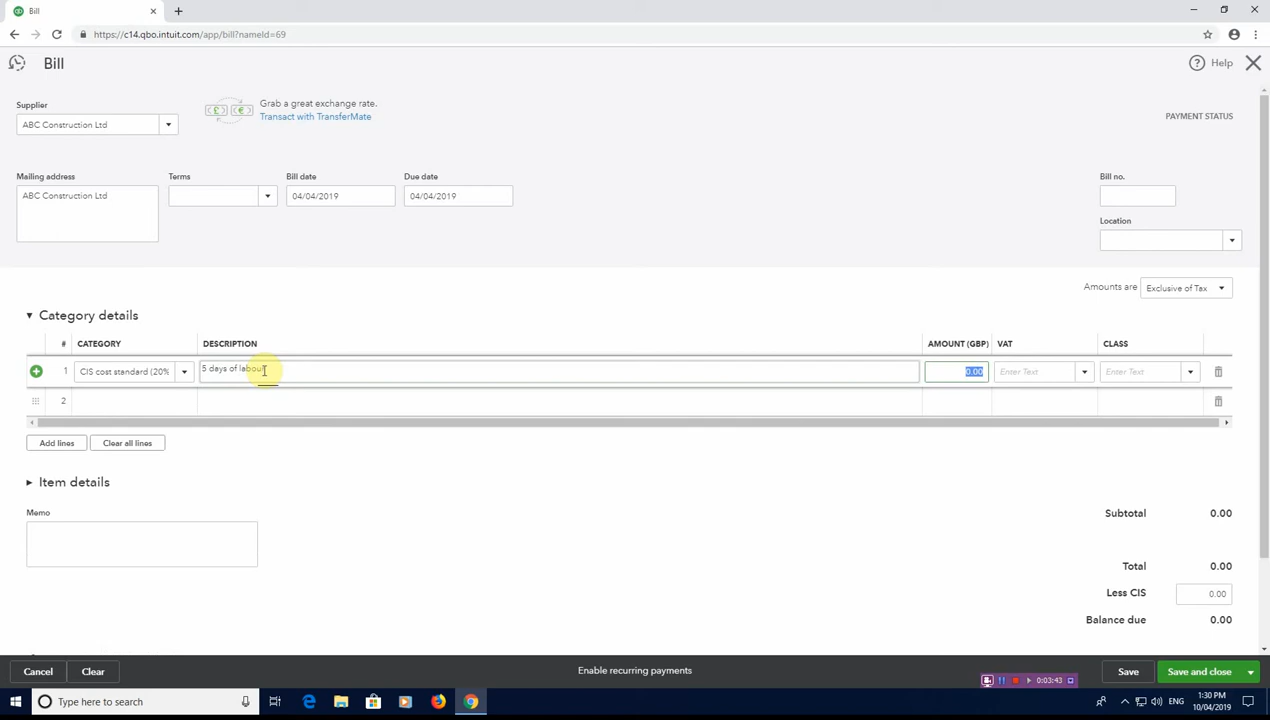 Bill
https://c14.qbo.intuit.com/app/bill?nameId=69
Bill
Help
Supplier
ABC Construction Ltd
Grab a great exchange rate.
Transact with TransferMate
PAYMENT STATUS
Mailing address
ABC Construction Ltd
Terms
Bill date
04/04/2019
Due date
04/04/2019
Bill no.
Location
Amounts are
Exclusive of Tax
Category details
# CATEGORY DESCRIPTION AMOUNT (GBP) VAT CLASS
1 CIS cost standard (20% 5 days of labour 0.00 Enter Text Enter Text
2
Add lines
Clear all lines
Item details
Memo
Subtotal 0.00
Total 0.00
Less CIS 0.00
Balance due 0.00
Cancel
Clear
Enable recurring payments
Save
Save and close
0:03:43
Type here to search
1:30 PM
10/04/2019